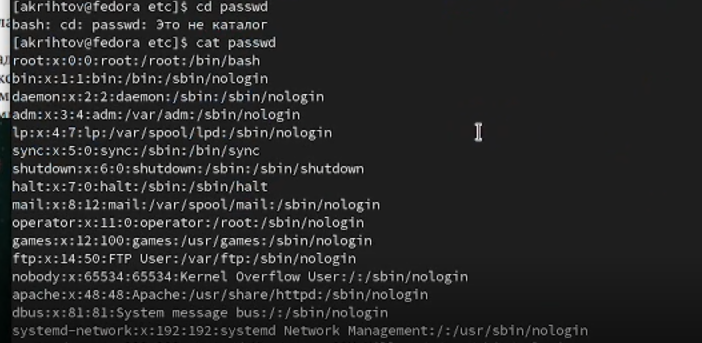 [akrihtov@fedora etc]$ cd passwd
bash: cd: passwd: Это не каталог
[akrihtov@fedora etc]$ cat passwd
root:x:0:0:root:/root:/bin/bash
bin:x:1:1:bin:/bin:/sbin/nologin
daemon:x:2:2:daemon:/sbin:/sbin/nologin
adm:x:3:4:adm:/var/adm:/sbin/nologin
lp:x:4:7:lp:/var/spool/lpd:/sbin/nologin
sync:x:5:0:sync:/sbin:/bin/sync
shutdown:x:6:0:shutdown:/sbin:/sbin/shutdown
halt:x:7:0:halt:/sbin:/sbin/halt
mail:x:8:12:mail:/var/spool/mail:/sbin/nologin
operator:x:11:0:operator:/root:/sbin/nologin
games:x:12:100:games:/usr/games:/sbin/nologin
ftp:x:14:50:FTP User:/var/ftp:/sbin/nologin
nobody:x:65534:65534:Kernel Overflow User:/:/sbin/nologin
apache:x:48:48:Apache:/usr/share/httpd:/sbin/nologin
dbus:x:81:81:System message bus:/:/sbin/nologin
systemd-network:x:192:192:systemd Network Management:/:/usr/sbin/nologin